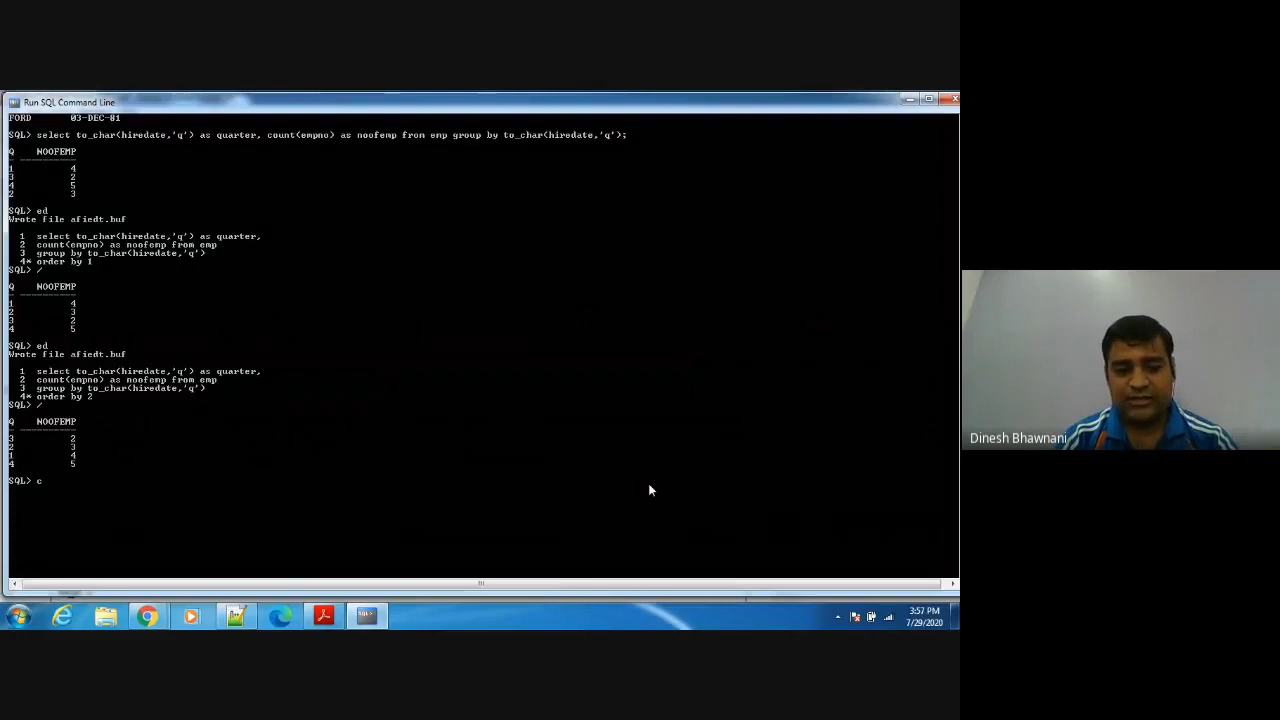 Run SQL Command Line
FORD 03-DEC-81
SQL> select to_char(hiredate,'q') as quarter, count(empno) as noofemp from emp group by to_char(hiredate,'q');
Q NOOFEMP
1 4
3 2
4 5
2 3
SQL> ed
Wrote file afiedt.buf
1 select to_char(hiredate,'q') as quarter,
2 count(empno) as noofemp from emp
3 group by to_char(hiredate,'q')
4* order by 1
SQL> /
Q NOOFEMP
1 4
2 3
3 2
4 5
SQL> ed
Wrote file afiedt.buf
1 select to_char(hiredate,'q') as quarter,
2 count(empno) as noofemp from emp
3 group by to_char(hiredate,'q')
4* order by 2
SQL> /
Q NOOFEMP
3 2
2 3
1 4
4 5
SQL> c
Dinesh Bhawnani
3:57 PM
7/29/2020